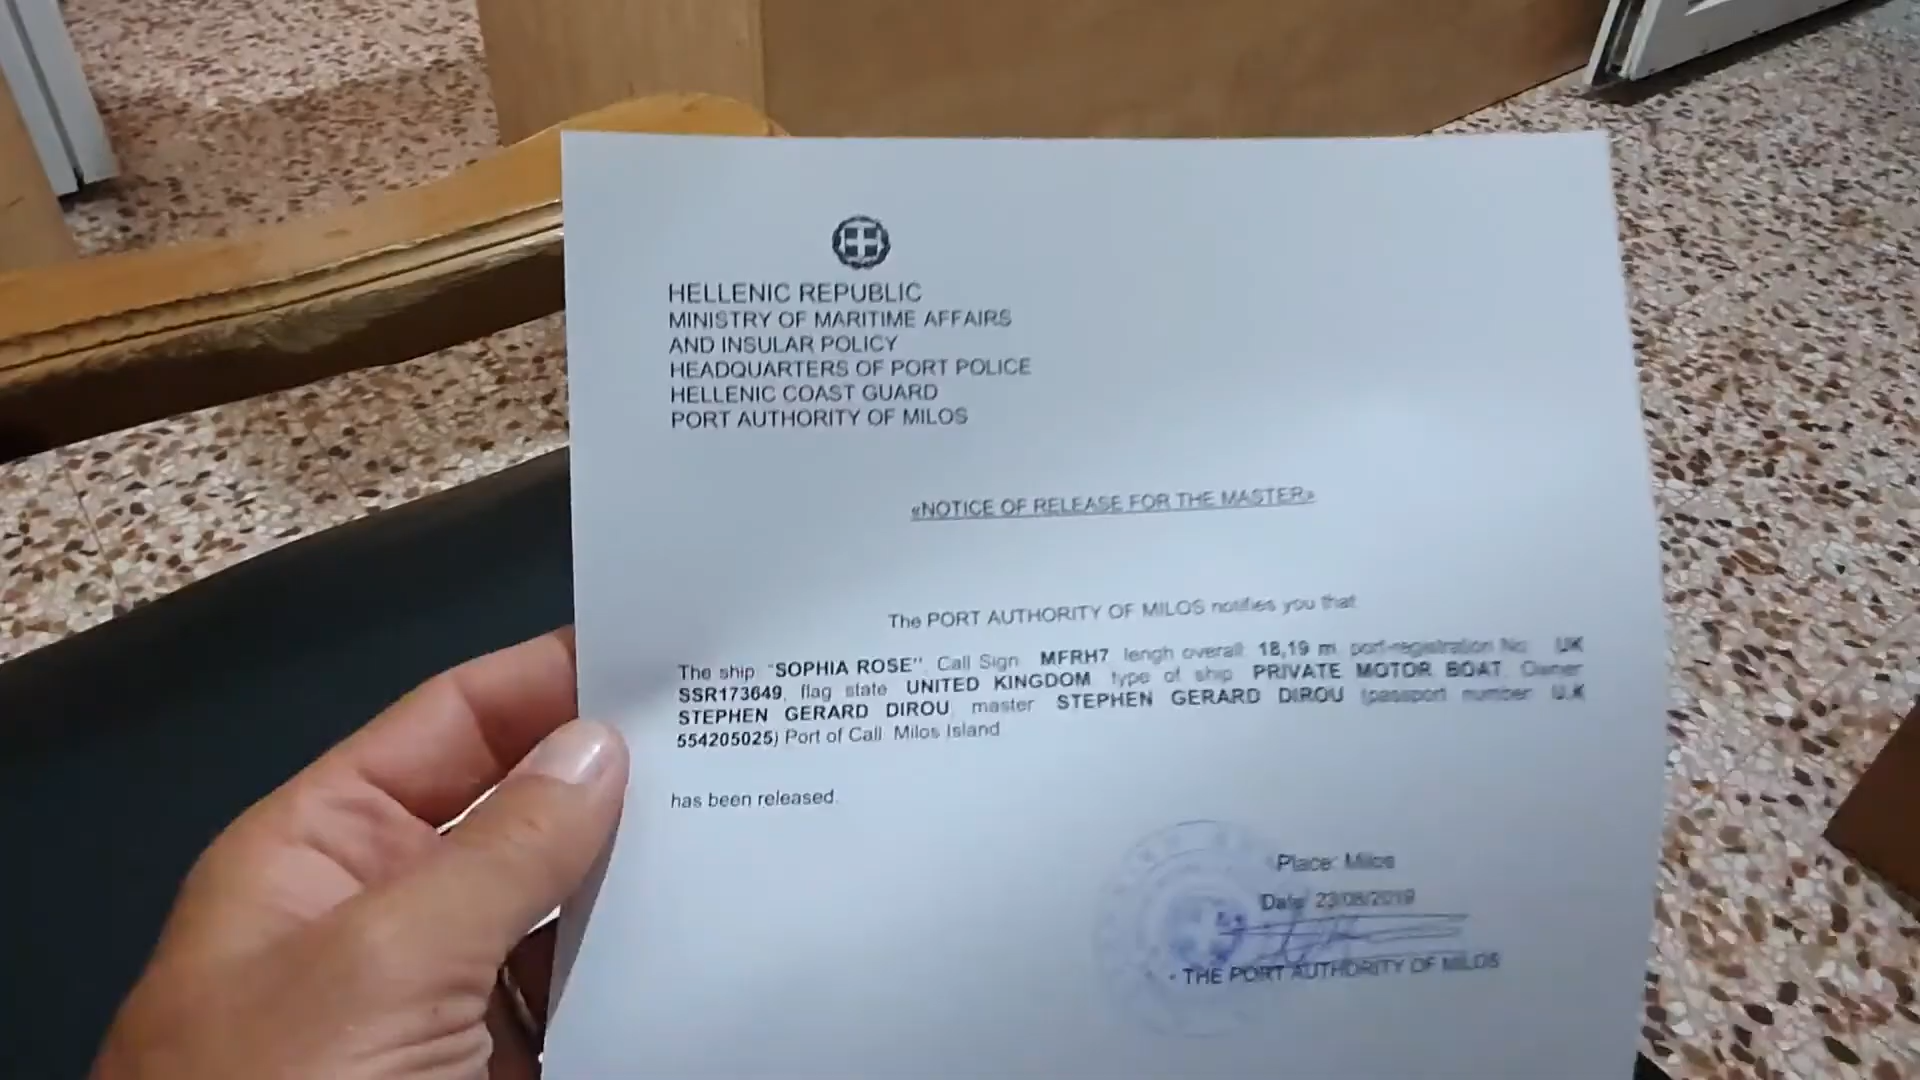 HELLENIC REPUBLIC
MINISTRY OF MARITIME AFFAIRS
AND INSULAR POLICY
HEADQUARTERS OF PORT POLICE
HELLENIC COAST GUARD
PORT AUTHORITY OF MILOS
«NOTICE OF RELEASE FOR THE MASTER»
The PORT AUTHORITY OF MILOS notifies you that
The ship "SOPHIA ROSE", Call Sign MFRH7 lengh overall: 18,19 m, port-registration No: UK
SSR173649, flag state UNITED KINGDOM, type of ship PRIVATE MOTOR BOAT, Owner
STEPHEN GERARD DIROU, master STEPHEN GERARD DIROU (passport number U.K
554205025) Port of Call Milos Island
has been released.
Place: Milos
Date: 23/08/2019
- THE PORT AUTHORITY OF MILOS